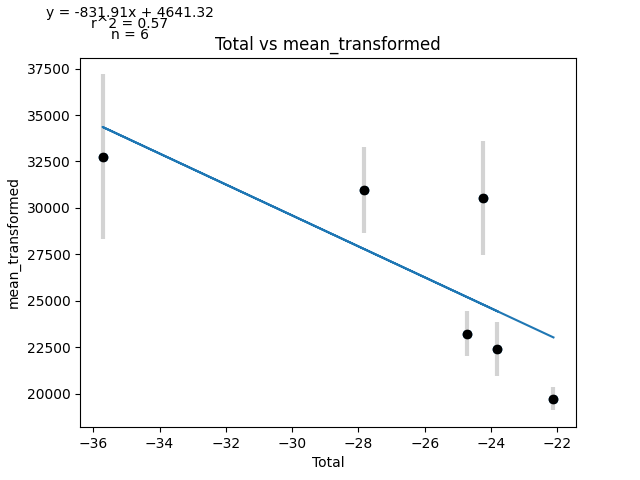 y = -831.91x + 4641.32
r^2 = 0.57
n = 6
Total vs mean_transformed
37500
35000
32500
30000
27500
25000
22500
20000
mean_transformed
−36
−34
−32
−30
−28
−26
−24
−22
Total